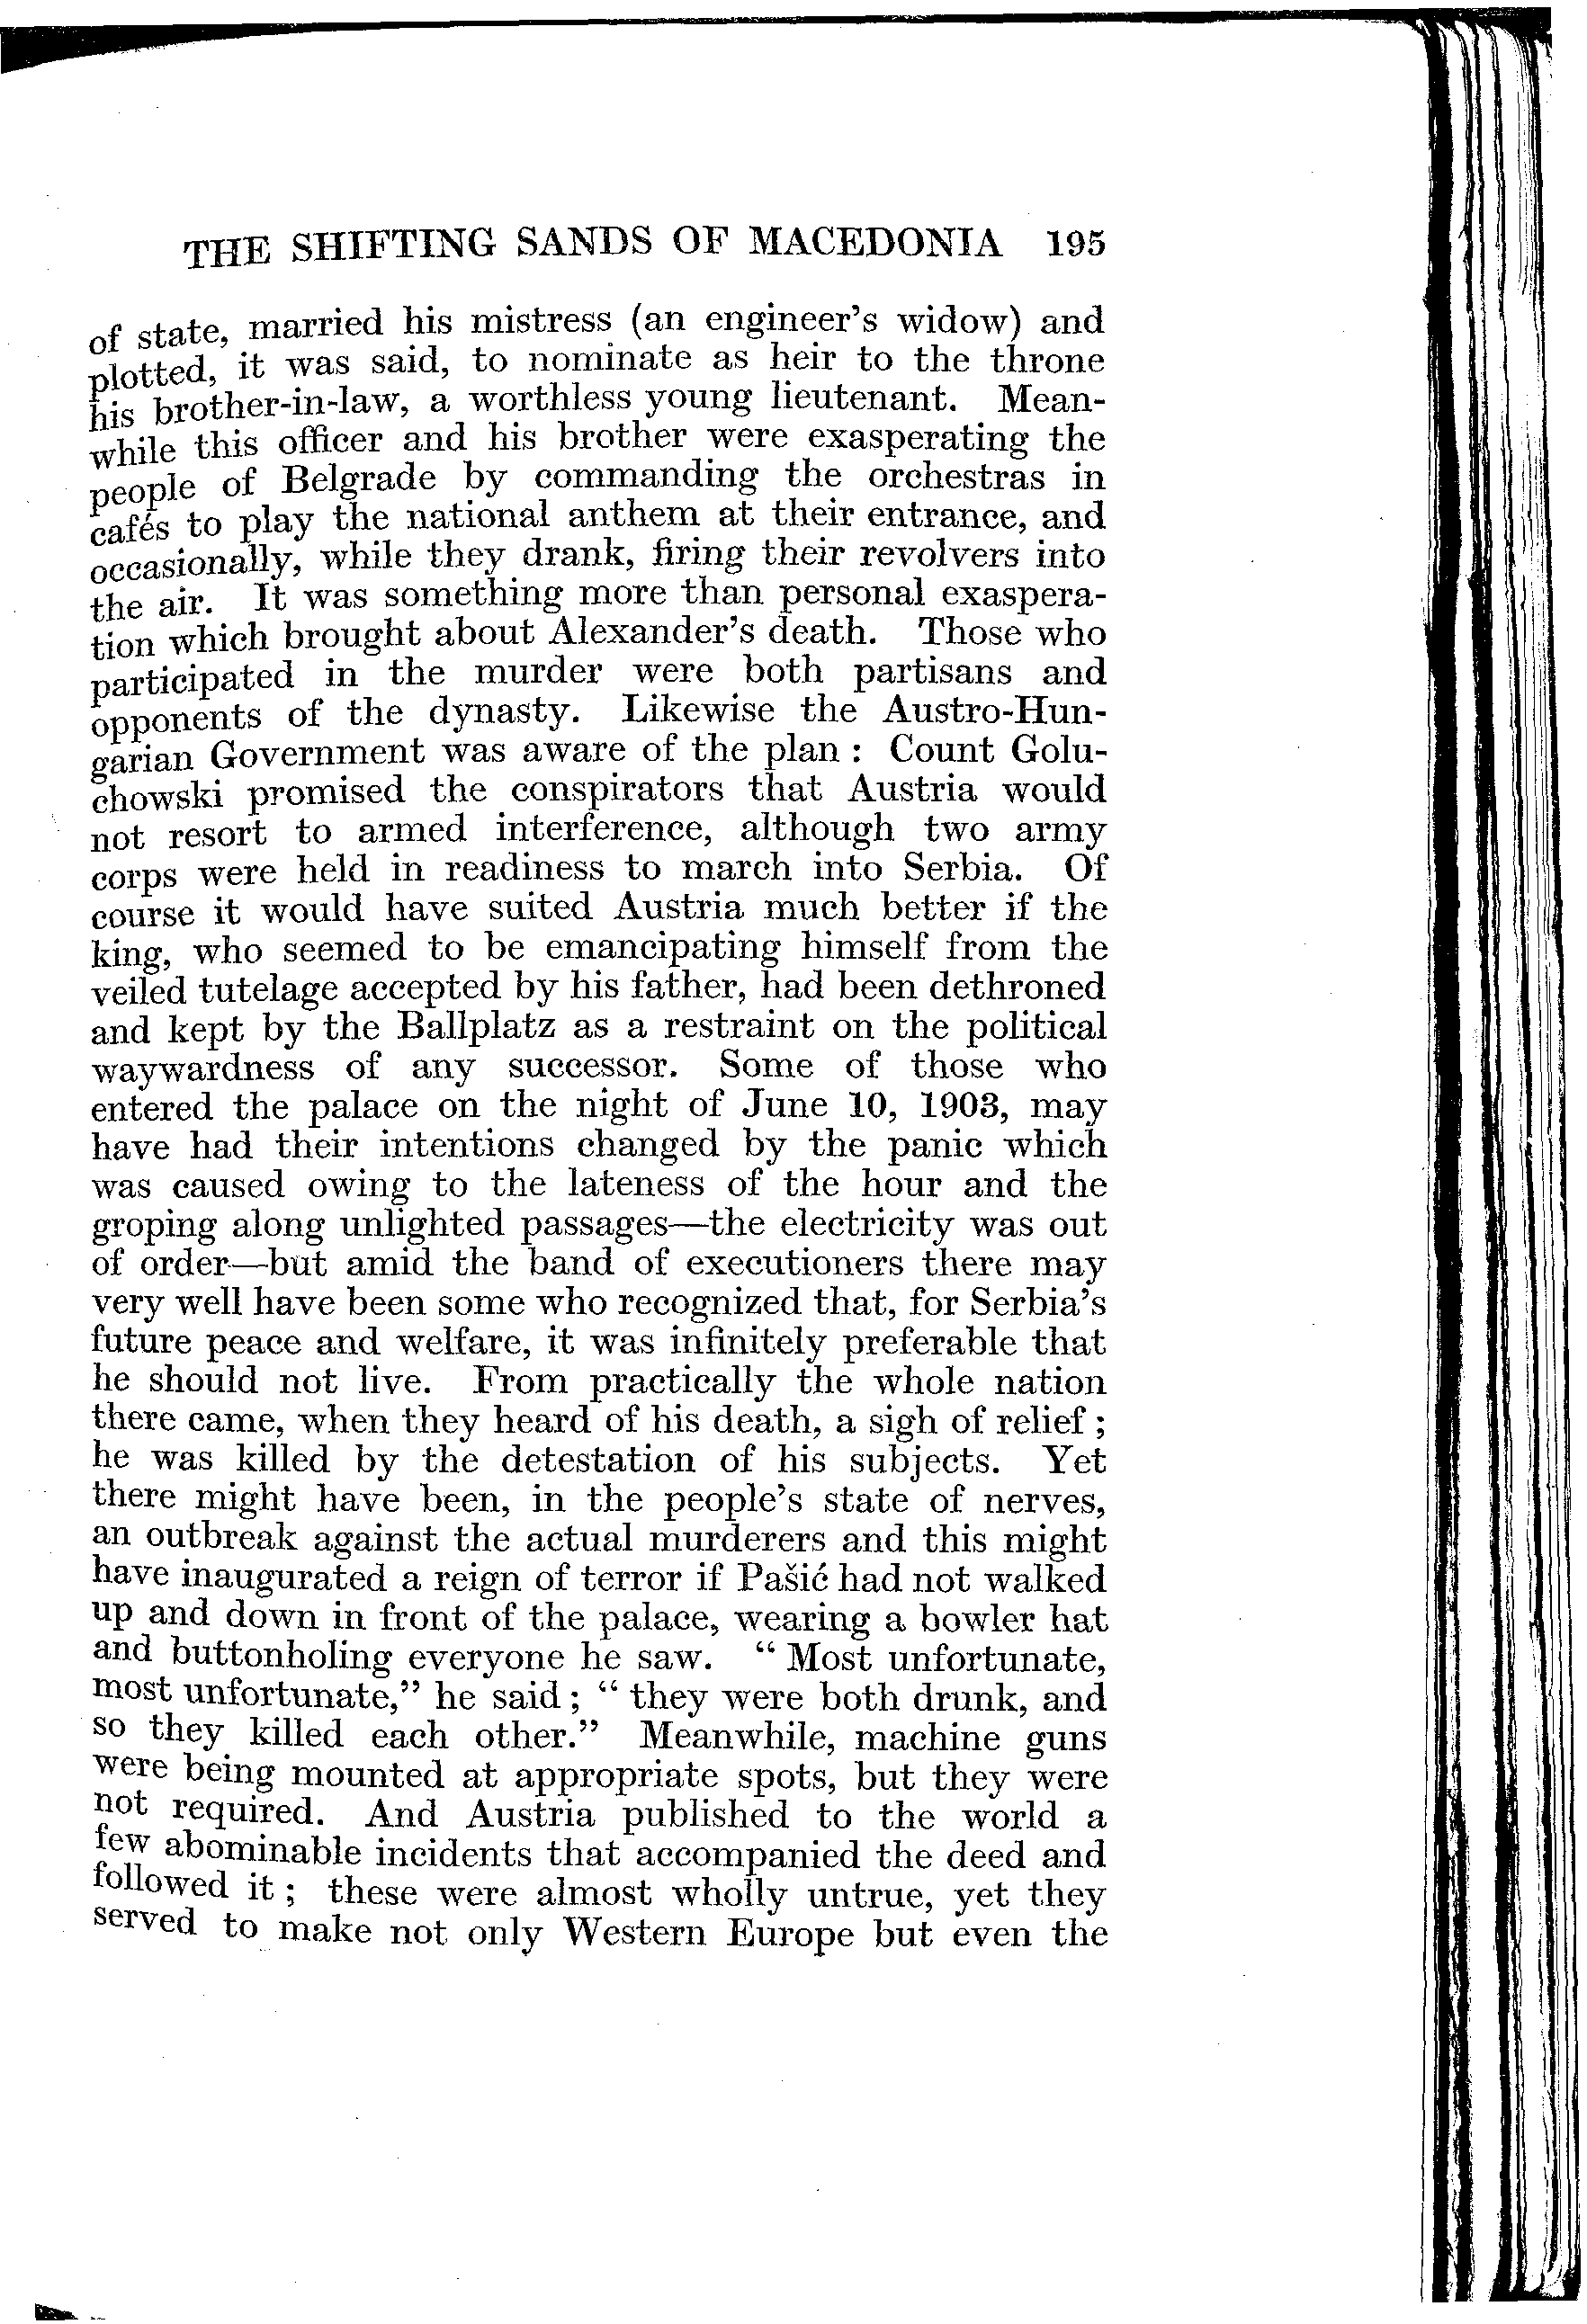 THE SHIFTING SANDS OF MACEDONIA 195
of state, married his mistress (an engineer's widow) and
plotted, it was said, to nominate as heir to the throne
his brother-in-law, a worthless young lieutenant. Mean-
while this officer and his brother were exasperating the
people of Belgrade by commanding the orchestras in
cafés to play the national anthem at their entrance, and
occasionally, while they drank, firing their revolvers into
the air. It was something more than personal exaspera-
tion which brought about Alexander's death. Those who
participated in the murder were both partisans and
opponents of the dynasty. Likewise the Austro-Hun-
garian Government was aware of the plan : Count Golu-
chowski promised the conspirators that Austria would
not resort to armed interference, although two army
corps were held in readiness to march into Serbia. Of
course it would have suited Austria much better if the
king, who seemed to be emancipating himself from the
veiled tutelage accepted by his father, had been dethroned
and kept by the Ballplatz as a restraint on the political
waywardness of any successor. Some of those who
entered the palace on the night of June 10, 1903, may
have had their intentions changed by the panic which
was caused owing to the lateness of the hour and the
groping along unlighted passages—the electricity was out
of order—but amid the band of executioners there may
very well have been some who recognized that, for Serbia's
future peace and welfare, it was infinitely preferable that
he should not live. From practically the whole nation
there came, when they heard of his death, a sigh of relief ;
he was killed by the detestation of his subjects. Yet
there might have been, in the people's state of nerves,
an outbreak against the actual murderers and this might
have inaugurated a reign of terror if Pašić had not walked
up and down in front of the palace, wearing a bowler hat
and buttonholing everyone he saw. " Most unfortunate,
most unfortunate," he said ; " they were both drunk, and
so they killed each other." Meanwhile, machine guns
were being mounted at appropriate spots, but they were
not required. And Austria published to the world a
few abominable incidents that accompanied the deed and
followed it ; these were almost wholly untrue, yet they
served to make not only Western Europe but even the